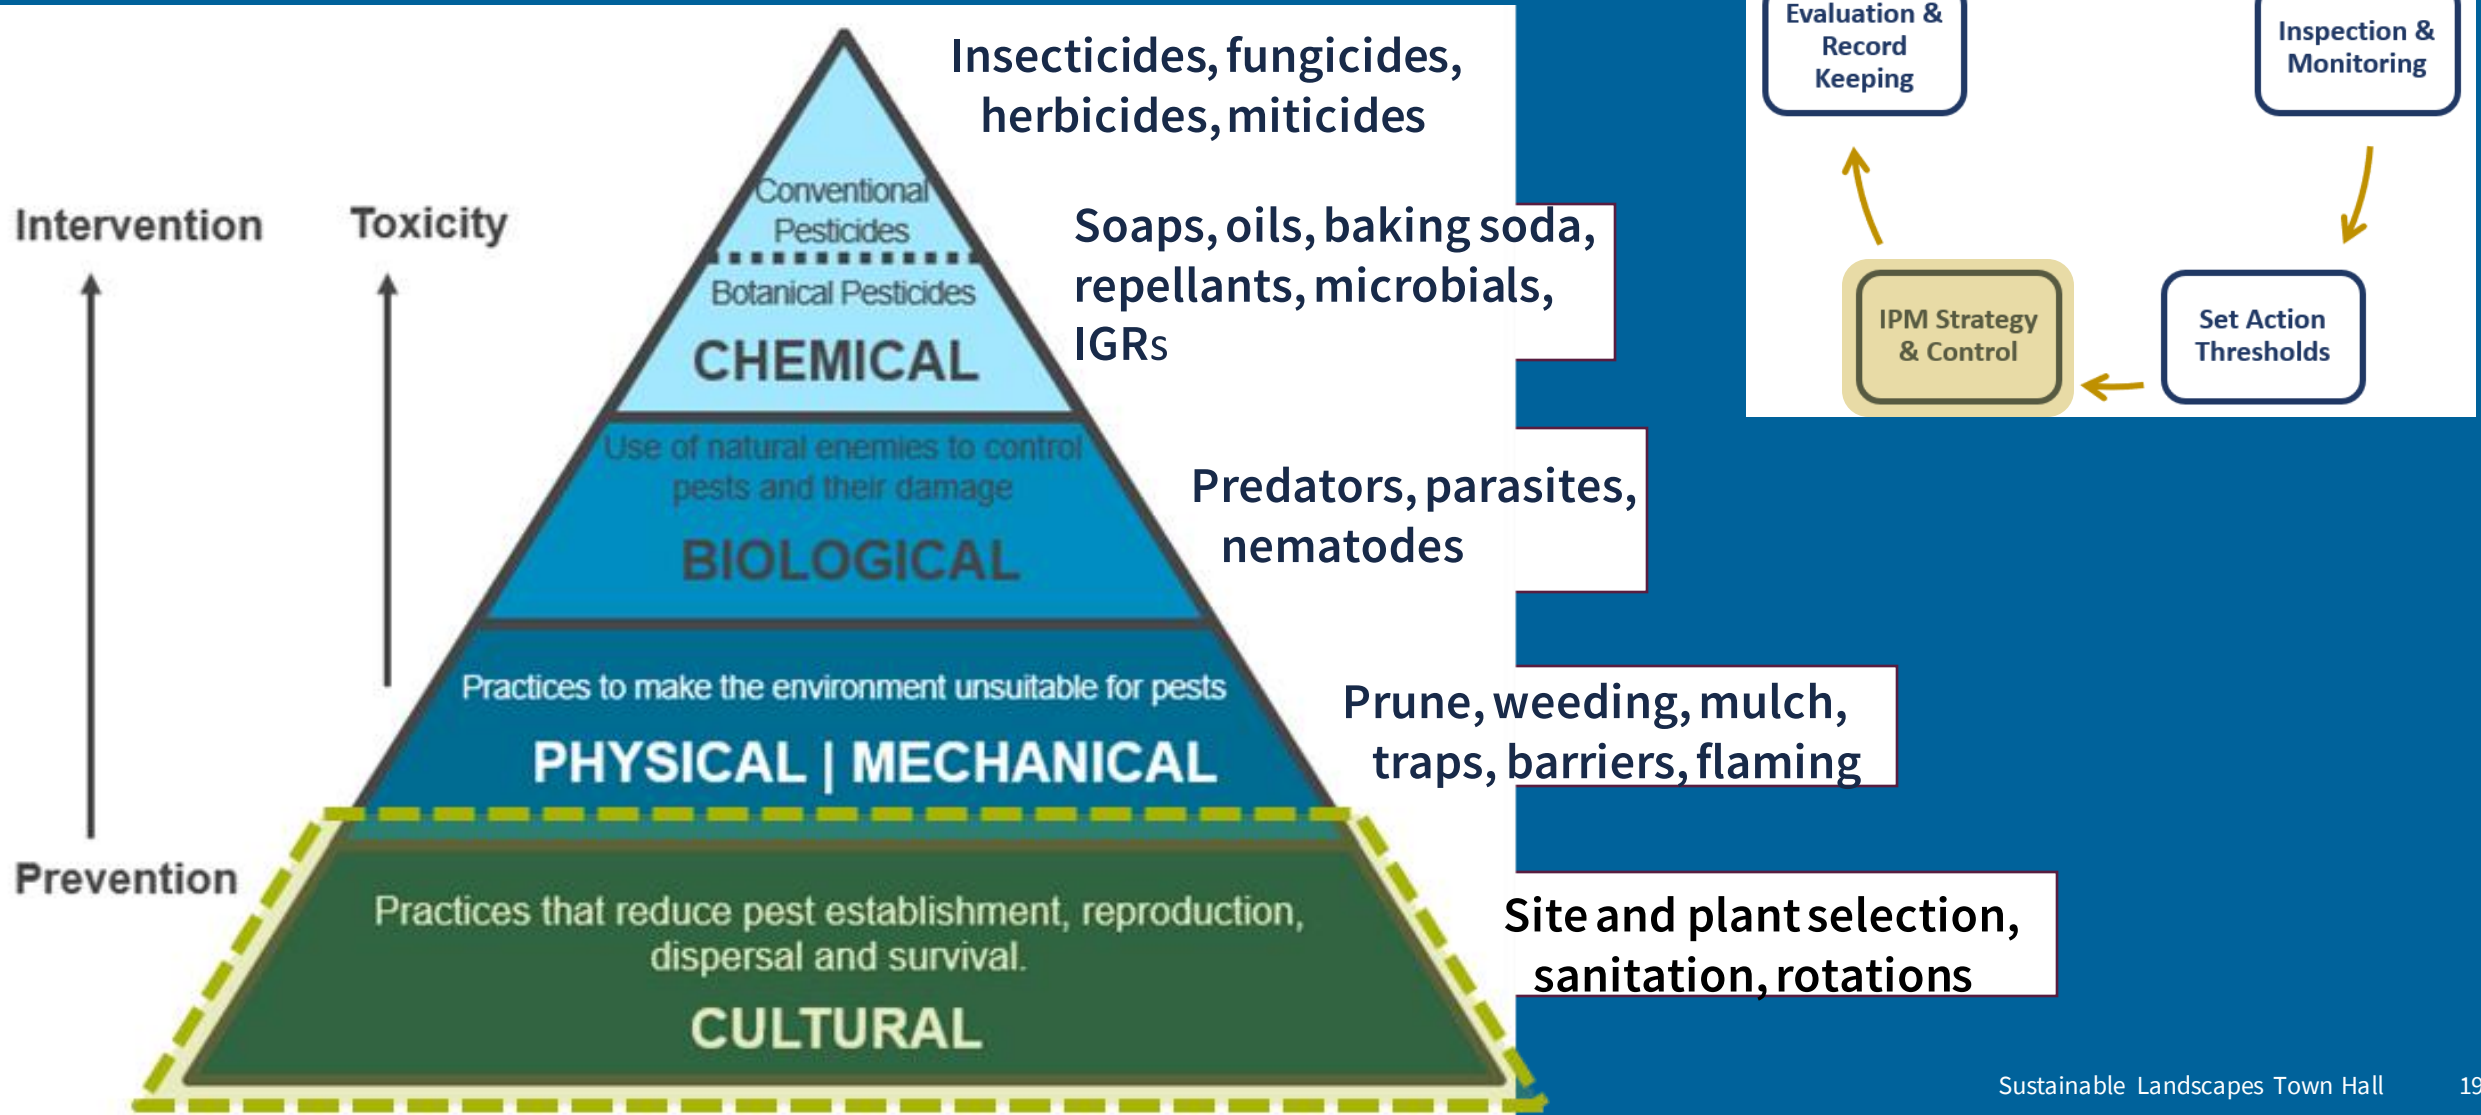 Insecticides, fungicides,
herbicides, miticides
Evaluation &
Record
Keeping
Inspection &
Monitoring
Intervention
Toxicity
Conventional
Pesticides
Botanical Pesticides
CHEMICAL
Soaps, oils, baking soda,
repellants, microbials,
IGRs
IPM Strategy
& Control
Set Action
Thresholds
Use of natural enemies to control
pests and their damage
BIOLOGICAL
Predators, parasites,
nematodes
Practices to make the environment unsuitable for pests
PHYSICAL | MECHANICAL
Prune, weeding, mulch,
traps, barriers, flaming
Prevention
Practices that reduce pest establishment, reproduction,
dispersal and survival.
CULTURAL
Site and plant selection,
sanitation, rotations
Sustainable Landscapes Town Hall 19